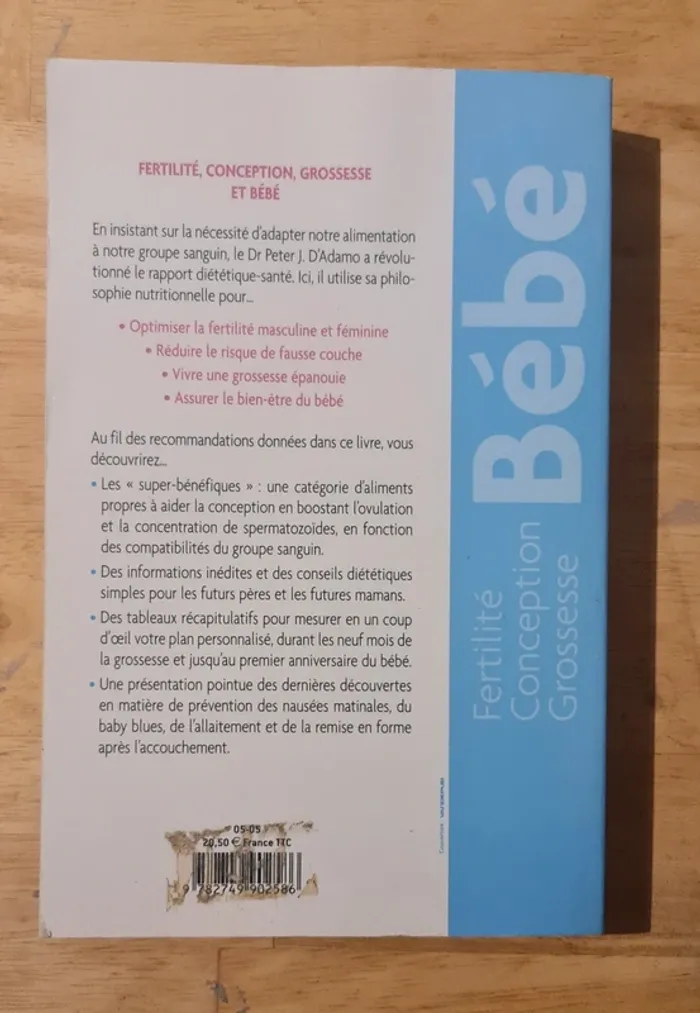 FERTILITÉ, CONCEPTION, GROSSESSE
ET BÉBÉ
En insistant sur la nécessité d'adapter notre alimentation
à notre groupe sanguin, le Dr Peter J. D'Adamo a révolu-
tionné le rapport diététique-santé. Ici, il utilise sa philo-
sophie nutritionnelle pour...
• Optimiser la fertilité masculine et féminine
• Réduire le risque de fausse couche
• Vivre une grossesse épanouie
• Assurer le bien-être du bébé
Au fil des recommandations données dans ce livre, vous
découvrirez...
• Les « super-bénéfiques » : une catégorie d'aliments
propres à aider la conception en boostant l'ovulation
et la concentration de spermatozoïdes, en fonction
des compatibilités du groupe sanguin.
• Des informations inédites et des conseils diététiques
simples pour les futurs pères et les futures mamans.
• Des tableaux récapitulatifs pour mesurer en un coup
d'œil votre plan personnalisé, durant les neuf mois de
la grossesse et jusqu'au premier anniversaire du bébé.
• Une présentation pointue des dernières découvertes
en matière de prévention des nausées matinales, du
baby blues, de l'allaitement et de la remise en forme
après l'accouchement.
05-05
20,50 € France TTC
9 782749 902586
Fertilité
Conception
Grossesse
Bébé